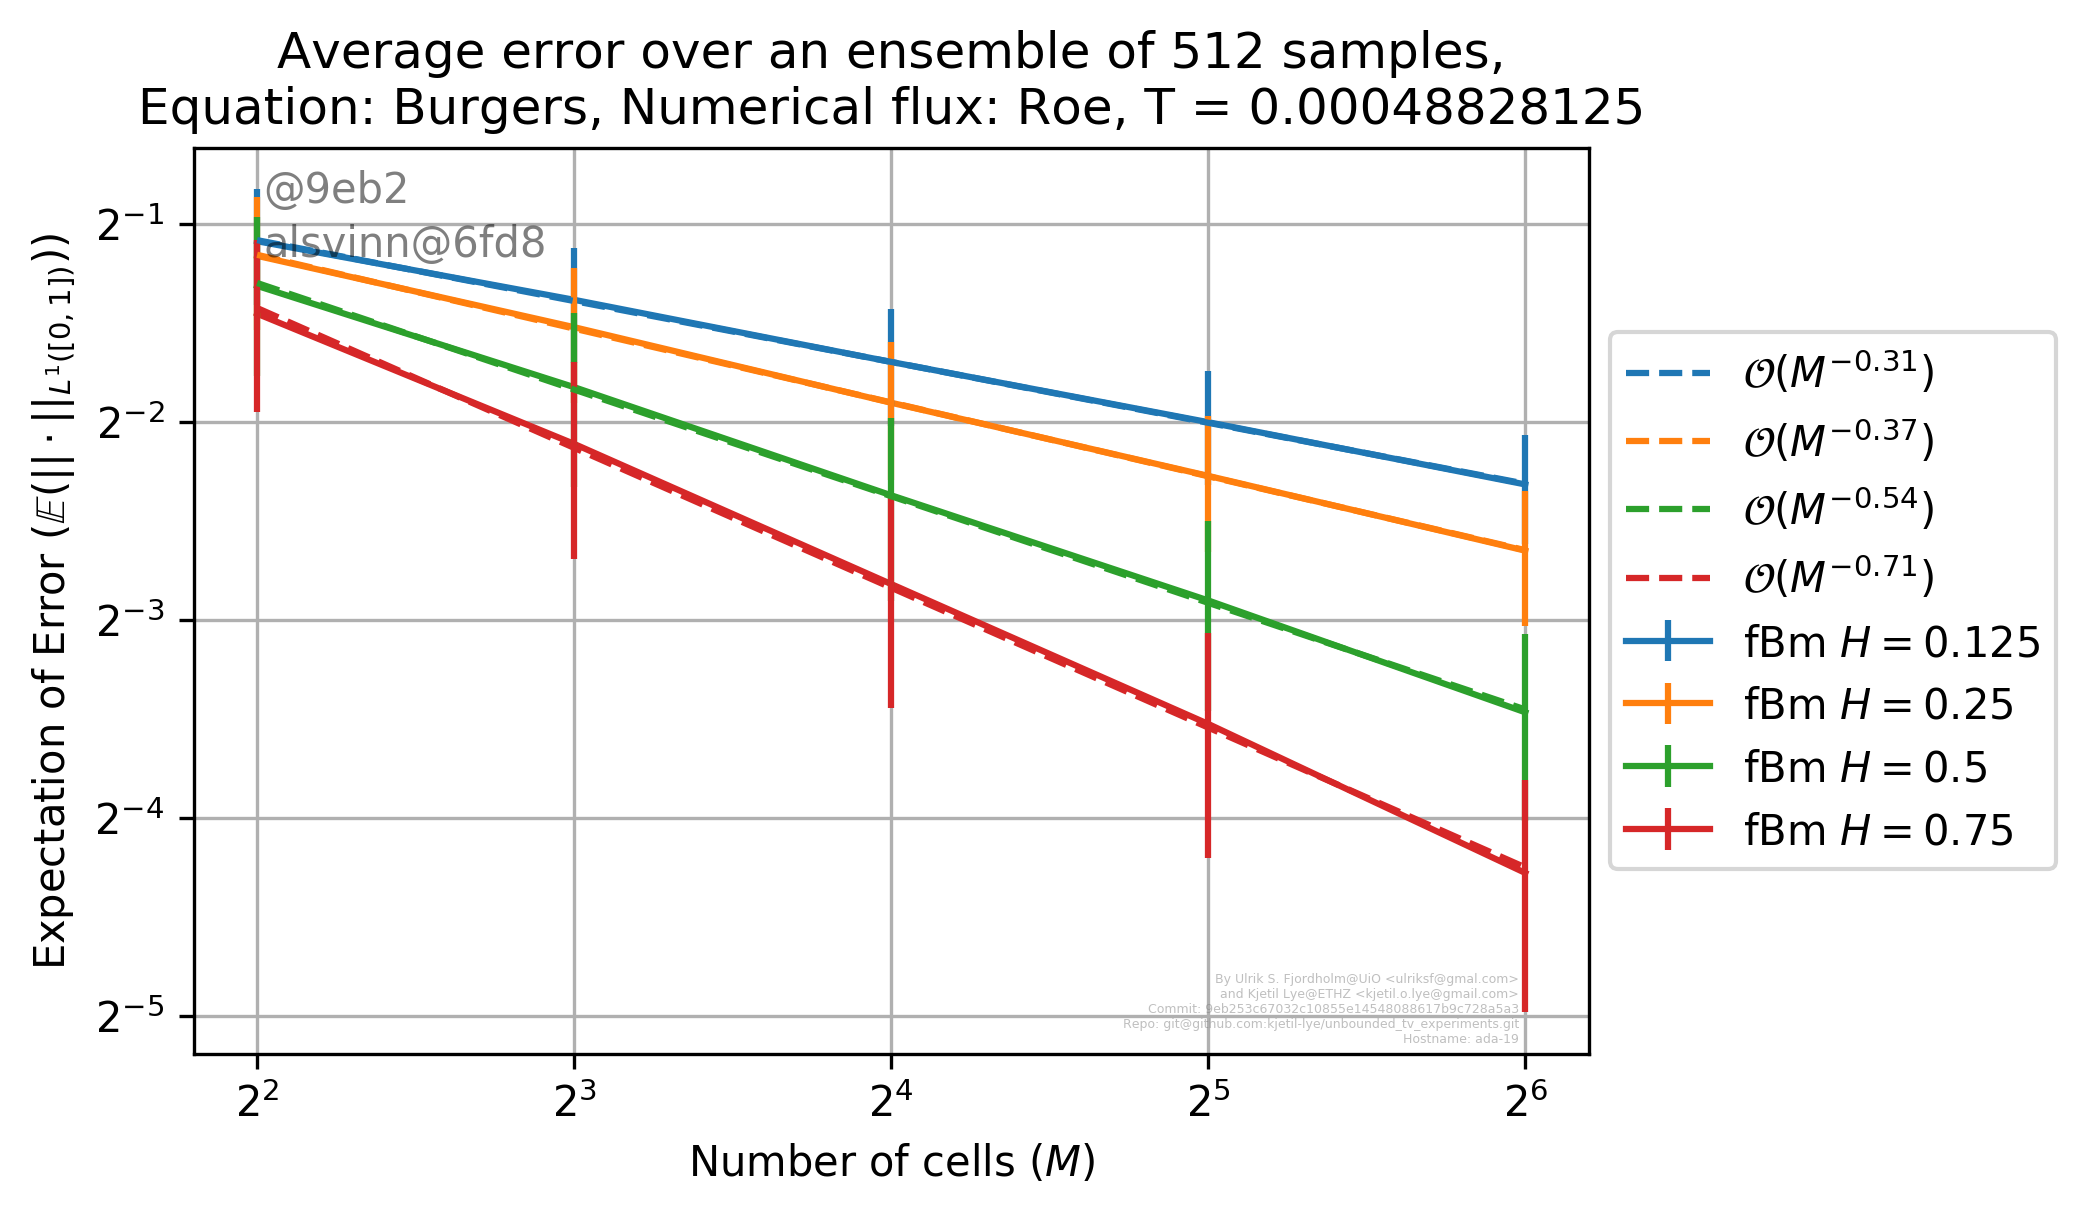 Average error over an ensemble of 512 samples,
Equation: Burgers, Numerical flux: Roe, T = 0.00048828125
Expectation of Error (𝔼(||·||_{L^1([0,1])}))
@9eb2
alsvinn@6fd8
2^{-1}
2^{-2}
2^{-3}
2^{-4}
2^{-5}
2^2
2^3
2^4
2^5
2^6
Number of cells (M)
𝒪(M^{-0.31})
𝒪(M^{-0.37})
𝒪(M^{-0.54})
𝒪(M^{-0.71})
fBm H = 0.125
fBm H = 0.25
fBm H = 0.5
fBm H = 0.75
By Ulrik S. Fjordholm@UiO <ulriksf@gmal.com>
and Kjetil Lye@ETHZ <kjetil.o.lye@gmail.com>
Commit: 9eb253c67032c10855e14548088617b9c728a5a3
Repo: git@github.com:kjetil-lye/unbounded_tv_experiments.git
Hostname: ada-19